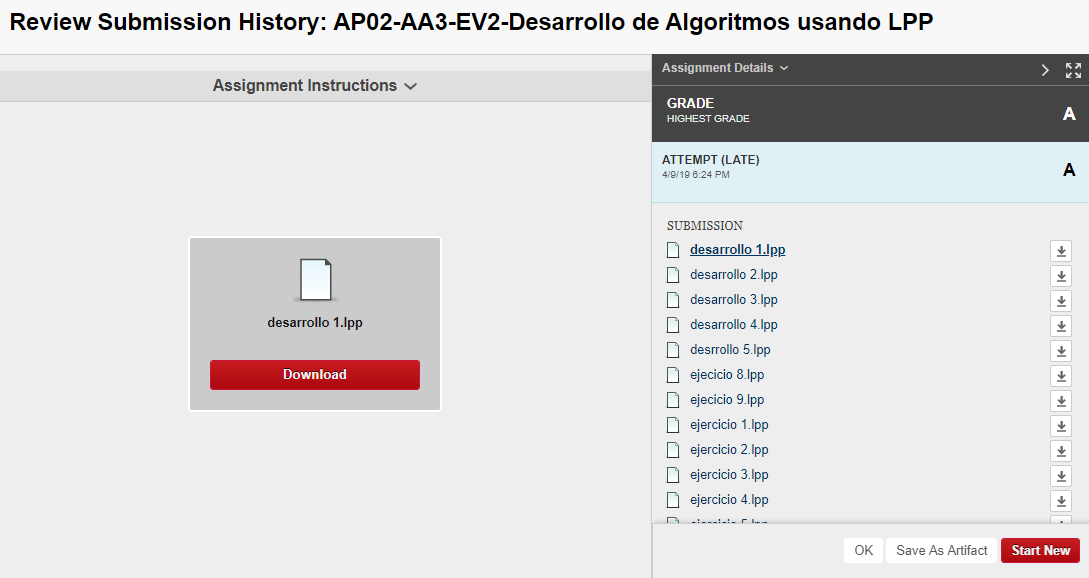 Review Submission History: AP02-AA3-EV2-Desarrollo de Algoritmos usando LPP
Assignment Instructions
desarrollo 1.lpp
Download
Assignment Details
GRADE
HIGHEST GRADE
A
ATTEMPT (LATE)
4/9/19 6:24 PM
A
SUBMISSION
desarrollo 1.lpp
desarrollo 2.lpp
desarrollo 3.lpp
desarrollo 4.lpp
desrrollo 5.lpp
ejecicio 8.lpp
ejecicio 9.lpp
ejercicio 1.lpp
ejercicio 2.lpp
ejercicio 3.lpp
ejercicio 4.lpp
OK
Save As Artifact
Start New